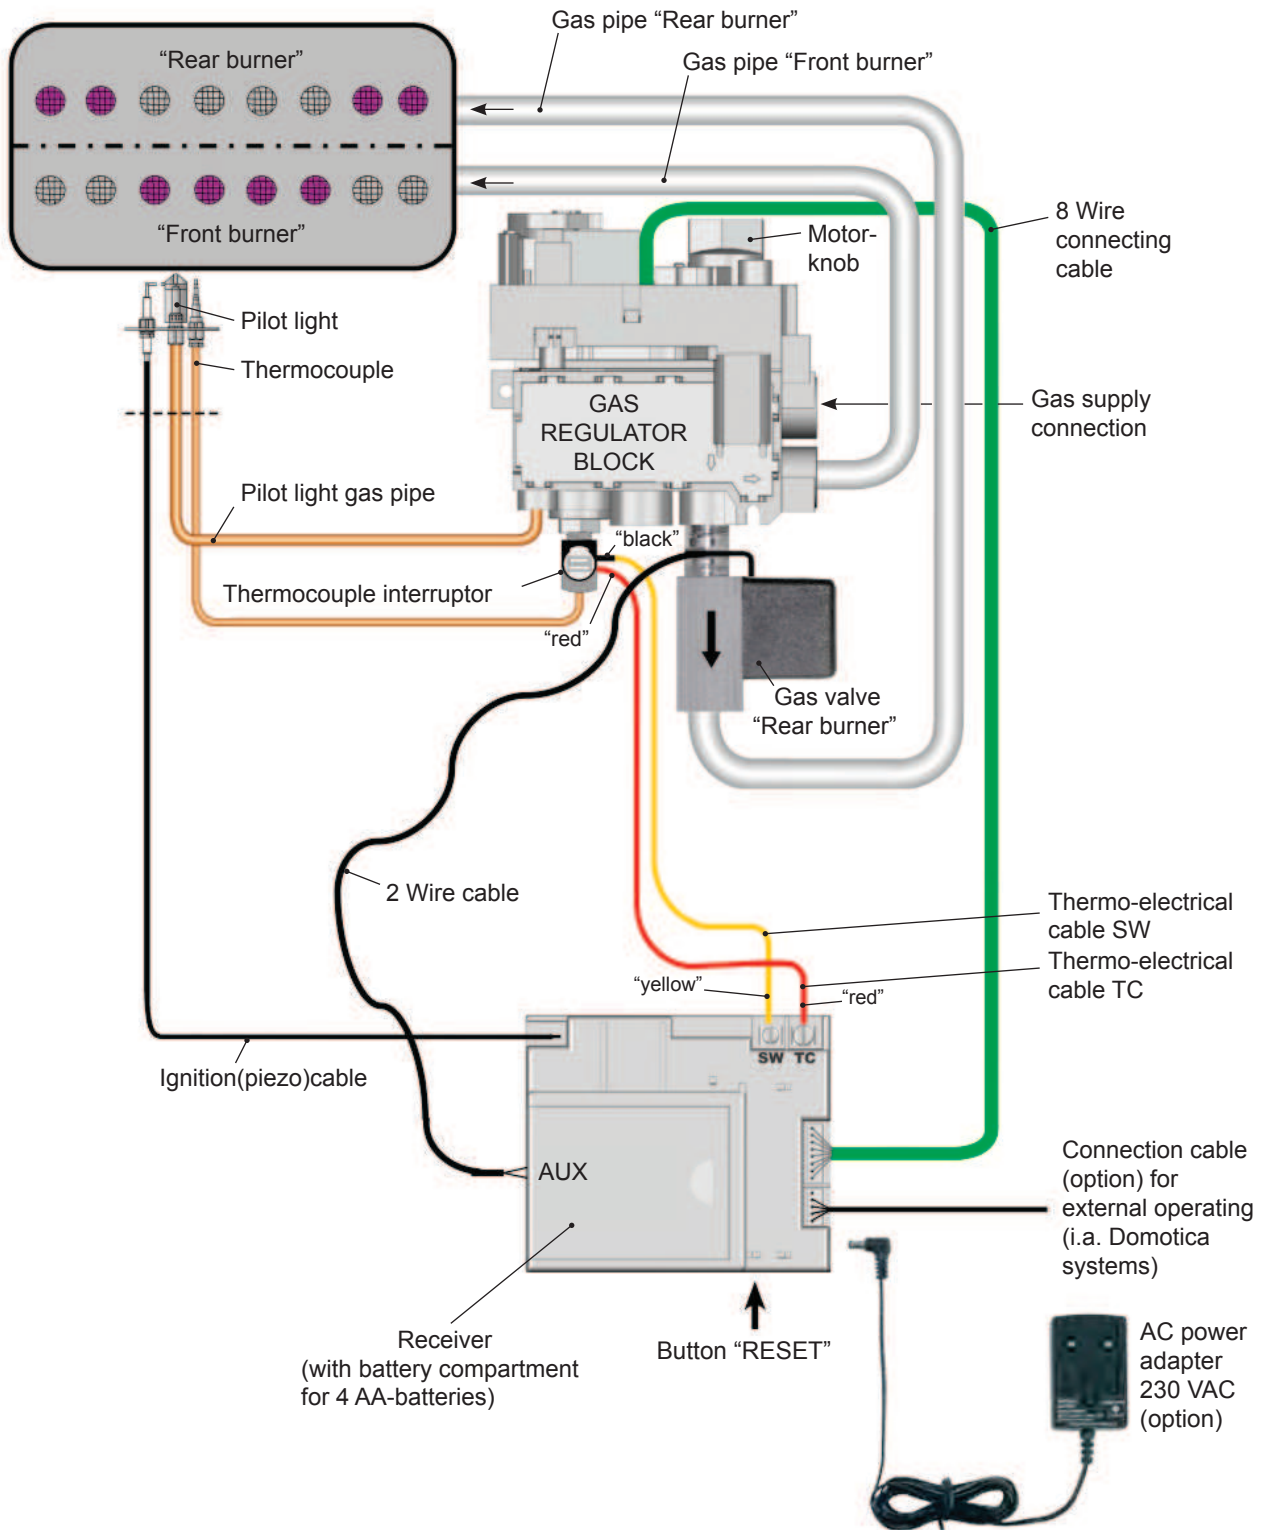 Gas pipe “Rear burner”
Gas pipe “Front burner”
“Rear burner”
“Front burner”
Motor-
knob
8 Wire
connecting
cable
Pilot light
Thermocouple
GAS
REGULATOR
BLOCK
Gas supply
connection
Pilot light gas pipe
“black”
Thermocouple interruptor
“red”
Gas valve
“Rear burner”
2 Wire cable
Thermo-electrical
cable SW
Thermo-electrical
cable TC
“yellow”
“red”
SW TC
Ignition(piezo)cable
AUX
Connection cable
(option) for
external operating
(i.a. Domotica
systems)
Receiver
(with battery compartment
for 4 AA-batteries)
Button “RESET”
AC power
adapter
230 VAC
(option)